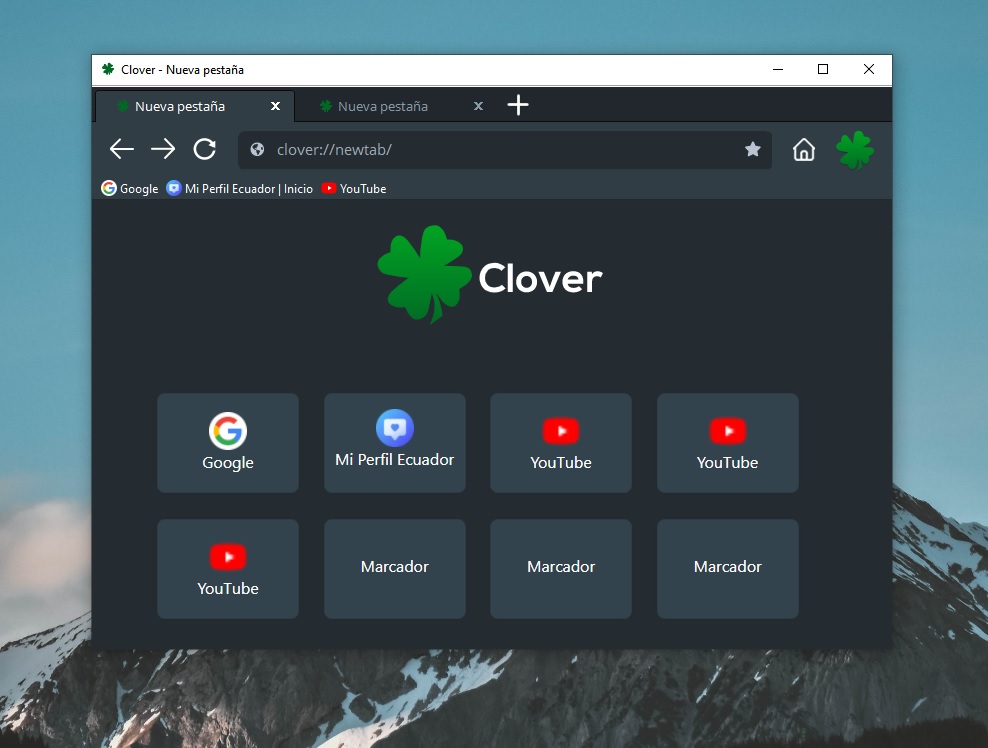 Clover - Nueva pestaña
Nueva pestaña
Nueva pestaña
clover://newtab/
Google
Mi Perfil Ecuador | Inicio
YouTube
Clover
Google
Mi Perfil Ecuador
YouTube
YouTube
YouTube
Marcador
Marcador
Marcador